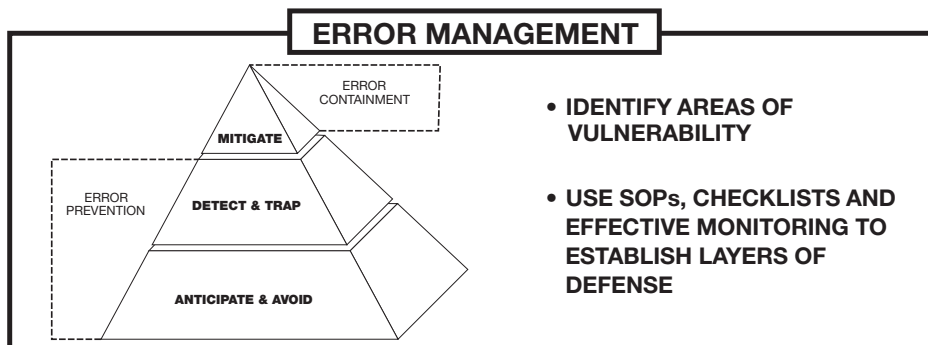 ERROR MANAGEMENT
ERROR
CONTAINMENT
MITIGATE
ERROR
PREVENTION
DETECT & TRAP
ANTICIPATE & AVOID
• IDENTIFY AREAS OF
VULNERABILITY
• USE SOPs, CHECKLISTS AND
EFFECTIVE MONITORING TO
ESTABLISH LAYERS OF
DEFENSE